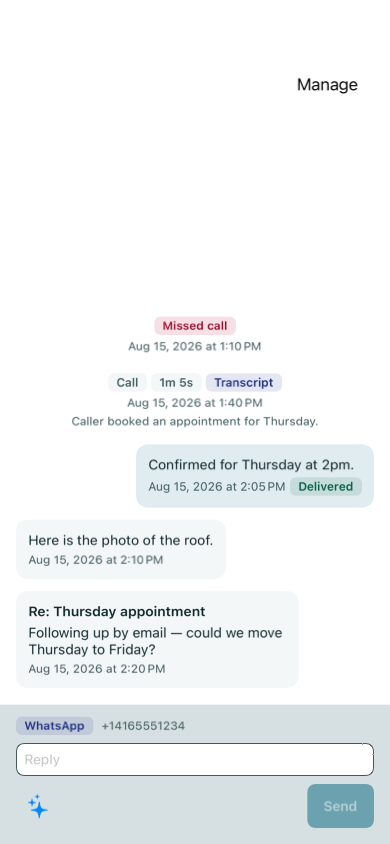 Manage
Missed call
Aug 15, 2026 at 1:10 PM
Call 1m 5s Transcript
Aug 15, 2026 at 1:40 PM
Caller booked an appointment for Thursday.
Confirmed for Thursday at 2pm.
Aug 15, 2026 at 2:05 PM Delivered
Here is the photo of the roof.
Aug 15, 2026 at 2:10 PM
Re: Thursday appointment
Following up by email — could we move
Thursday to Friday?
Aug 15, 2026 at 2:20 PM
WhatsApp +14165551234
Reply
Send